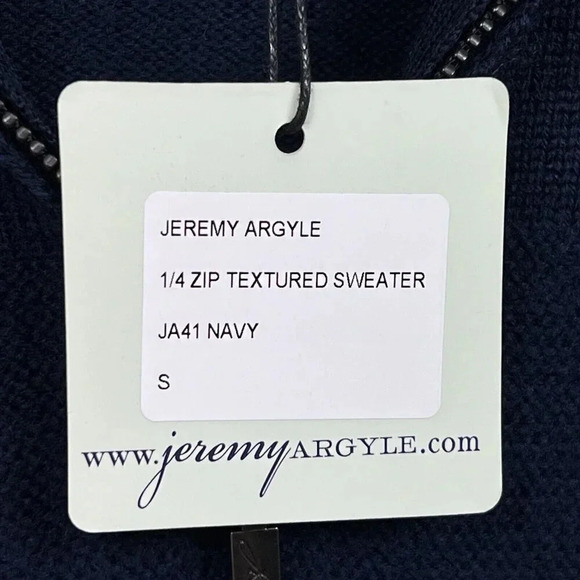 JEREMY ARGYLE
1/4 ZIP TEXTURED SWEATER
JA41 NAVY
S
www.jeremyARGYLE.com